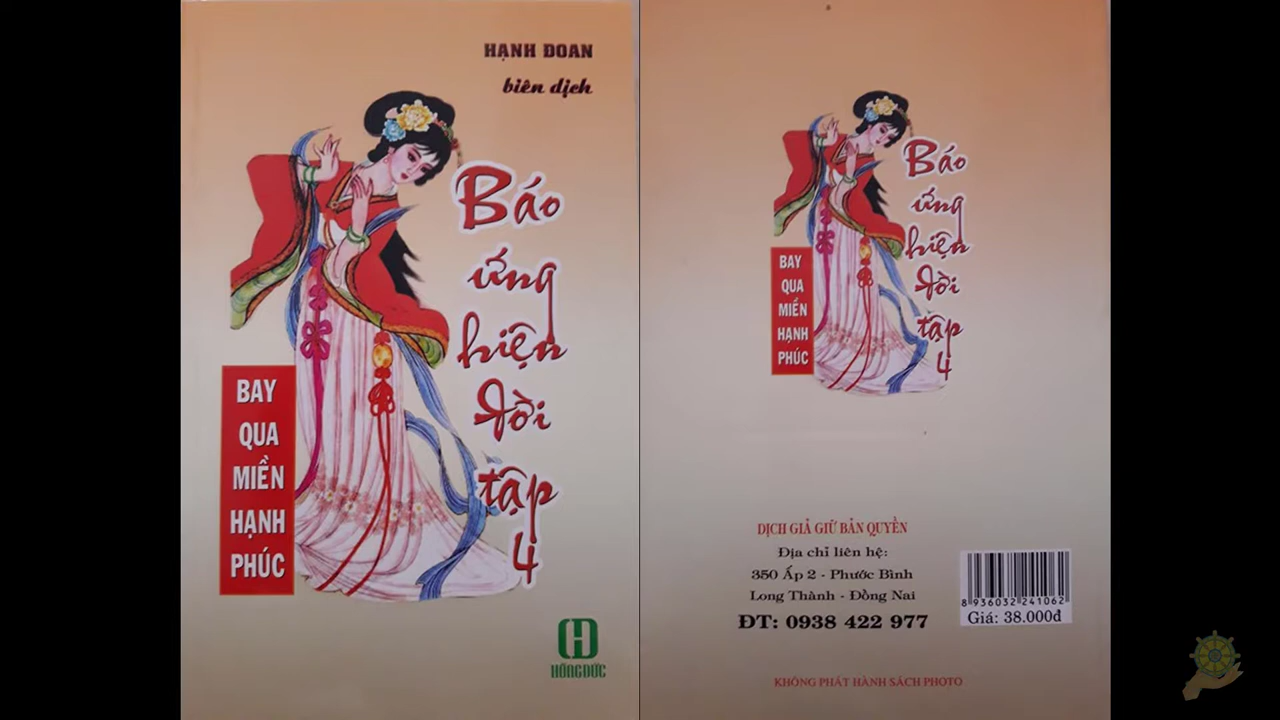 HẠNH ĐOAN
biên dịch
Báo
ứng
hiện
đời
tập
4
BAY
QUA
MIỀN
HẠNH
PHÚC
HỒNG ĐỨC
Báo
ứng
hiện
đời
tập
4
BAY
QUA
MIỀN
HẠNH
PHÚC
DỊCH GIẢ GIỮ BẢN QUYỀN
Địa chỉ liên hệ:
350 Ấp 2 - Phước Bình
Long Thành - Đồng Nai
ĐT: 0938 422 977
8 936032 241062
Giá: 38.000đ
KHÔNG PHÁT HÀNH SÁCH PHOTO